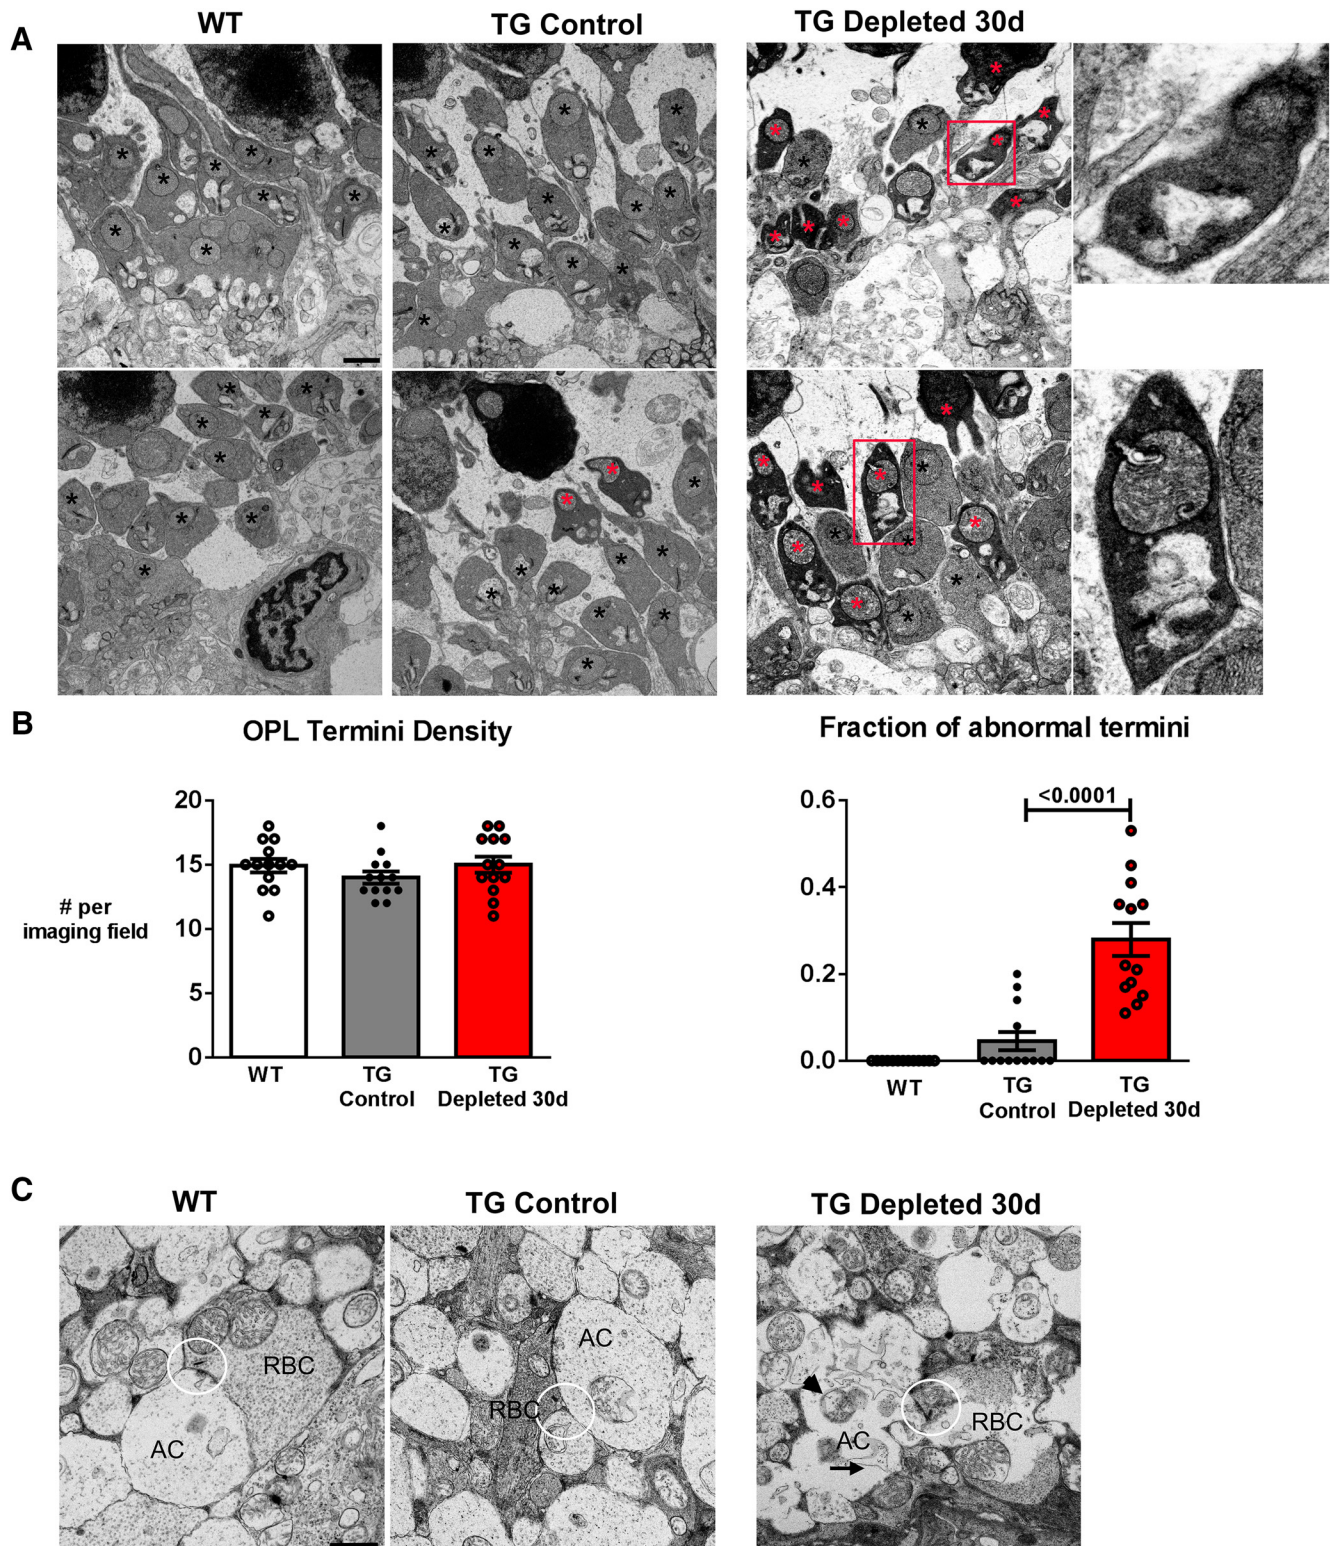 A
WT
TG Control
TG Depleted 30d
B
OPL Termini Density
# per
imaging field
20
15
10
5
0
WT
TG
Control
TG
Depleted 30d
Fraction of abnormal termini
<0.0001
0.6
0.4
0.2
0.0
WT
TG
Control
TG
Depleted 30d
C
WT
TG Control
TG Depleted 30d
RBC
AC
AC
RBC
RBC
AC